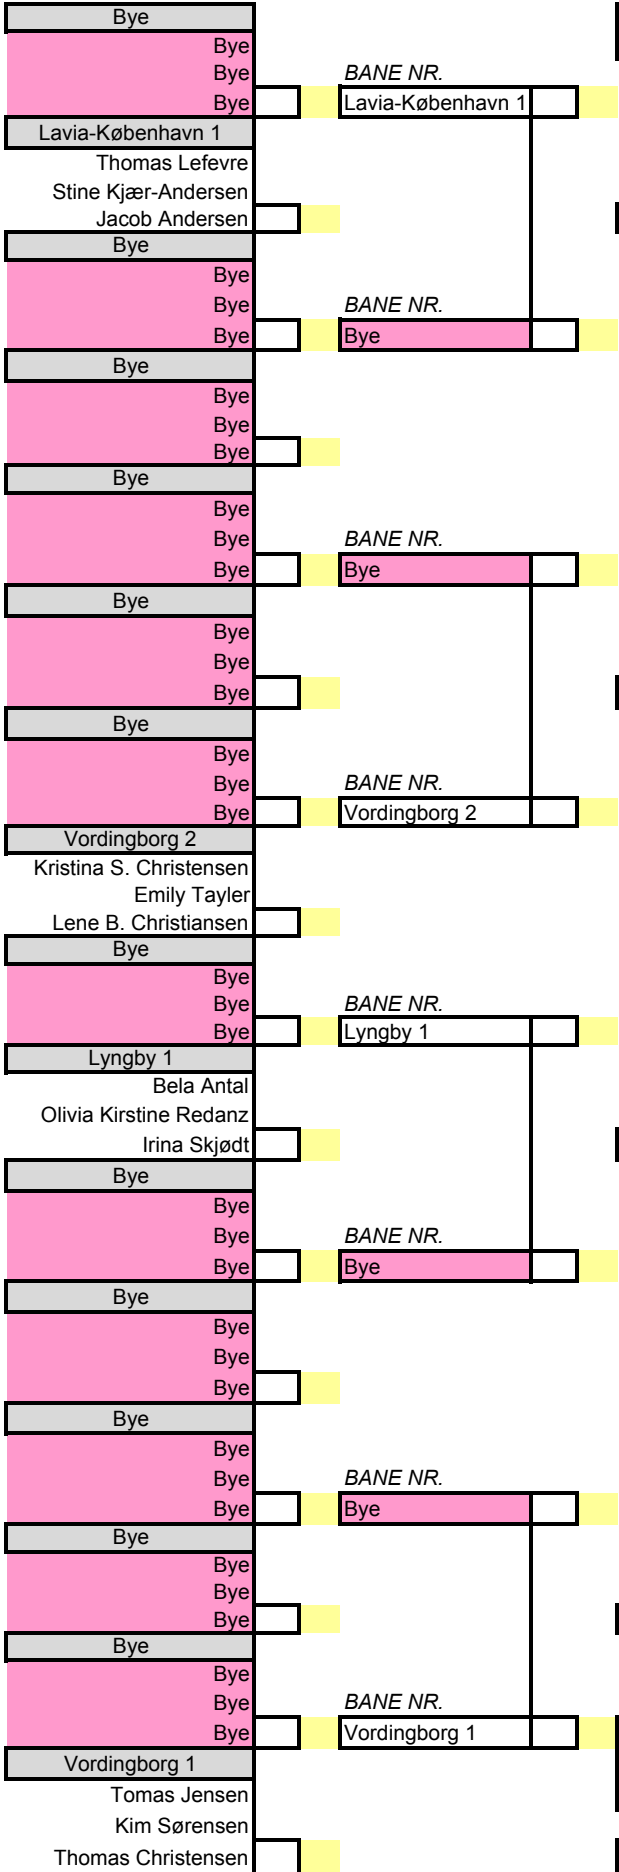 Bye
Bye
Bye BANE NR.
Bye Lavia-København 1
Lavia-København 1
Thomas Lefevre
Stine Kjær-Andersen
Jacob Andersen
Bye
Bye
Bye BANE NR.
Bye Bye
Bye
Bye
Bye
Bye
Bye
Bye
Bye BANE NR.
Bye Bye
Bye
Bye
Bye
Bye
Bye
Bye
Bye BANE NR.
Bye Vordingborg 2
Vordingborg 2
Kristina S. Christensen
Emily Tayler
Lene B. Christiansen
Bye
Bye
Bye BANE NR.
Bye Lyngby 1
Lyngby 1
Bela Antal
Olivia Kirstine Redanz
Irina Skjødt
Bye
Bye
Bye BANE NR.
Bye Bye
Bye
Bye
Bye
Bye
Bye
Bye
Bye BANE NR.
Bye Bye
Bye
Bye
Bye
Bye
Bye
Bye
Bye BANE NR.
Bye Vordingborg 1
Vordingborg 1
Tomas Jensen
Kim Sørensen
Thomas Christensen